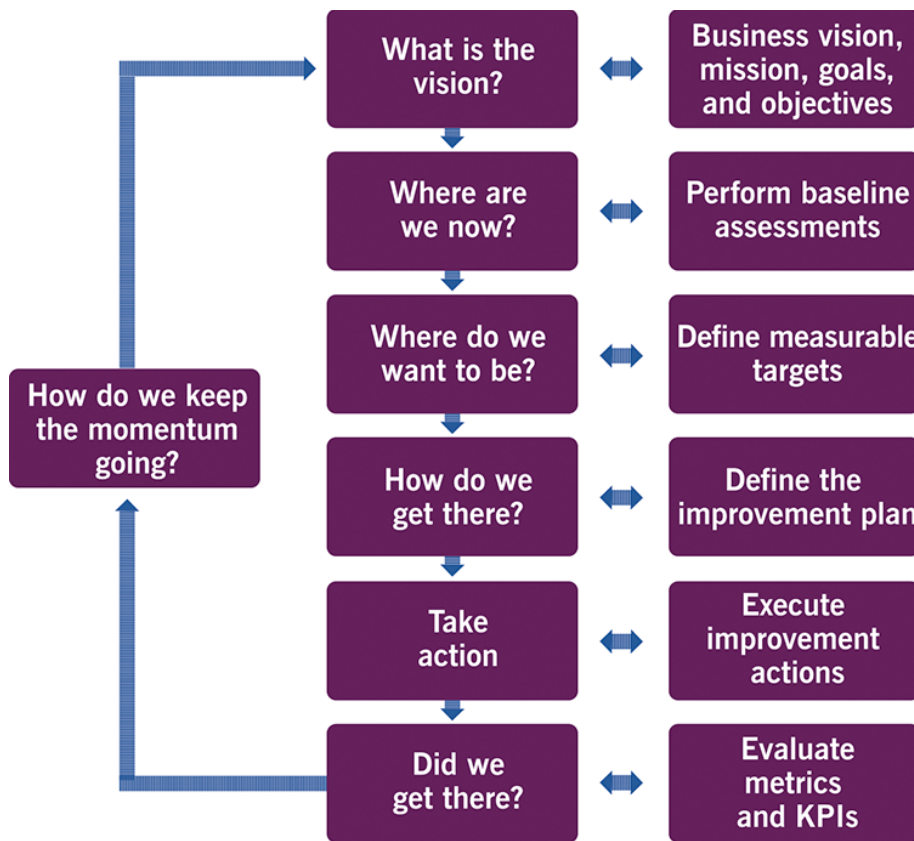 What is the
vision?
Business vision,
mission, goals,
and objectives
Where are
we now?
Perform baseline
assessments
Where do we
want to be?
Define measurable
targets
How do we keep
the momentum
going?
How do we
get there?
Define the
improvement plan
Take
action
Execute
improvement
actions
Did we
get there?
Evaluate
metrics
and KPIs